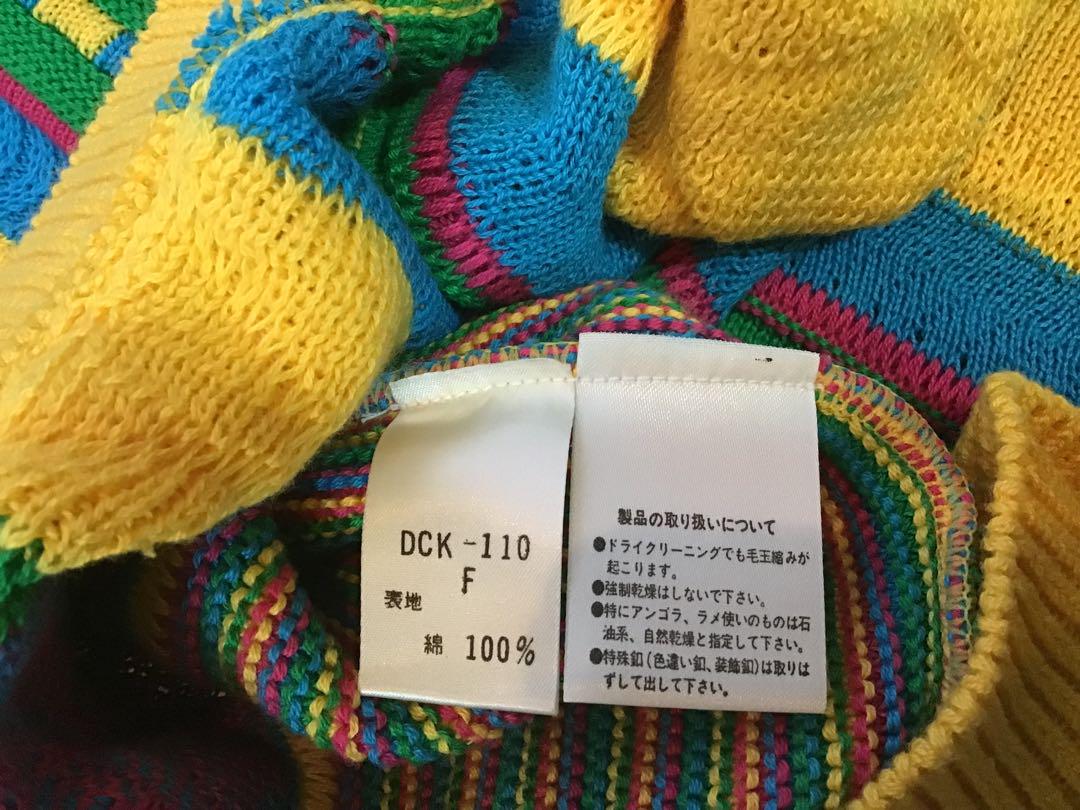 DCK-110
F
表地
綿 100%
製品の取り扱いについて
●ドライクリーニングでも毛玉縮みが
起こります。
●強制乾燥はしないで下さい。
●特にアンゴラ、ラメ使いのものは石
油系、自然乾燥と指定して下さい。
●特殊釦(色違い釦、装飾釦)は取りは
ずして出して下さい。